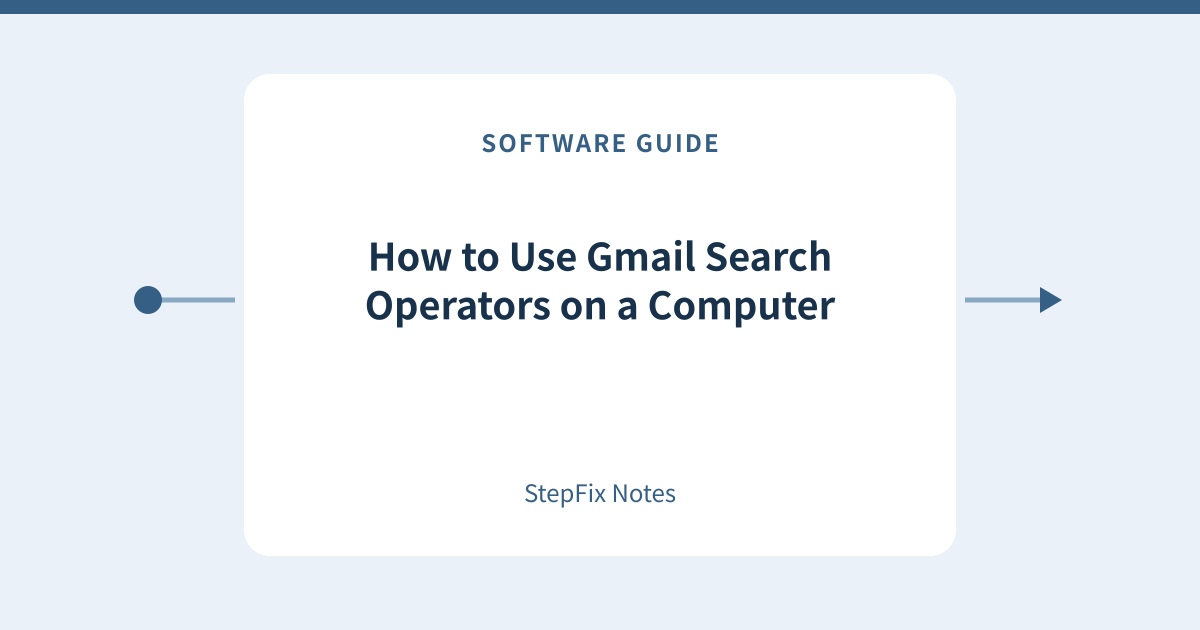 SOFTWARE GUIDE
How to Use Gmail Search
Operators on a Computer
StepFix Notes